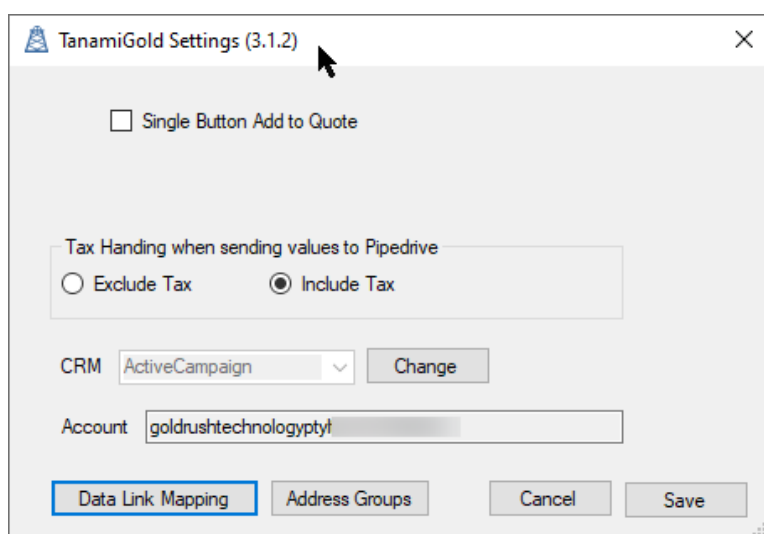 TanamiGold Settings (3.1.2)
Single Button Add to Quote
Tax Handing when sending values to Pipedrive
Exclude Tax Include Tax
CRM ActiveCampaign Change
Account goldrushtechnologypty
Data Link Mapping Address Groups Cancel Save